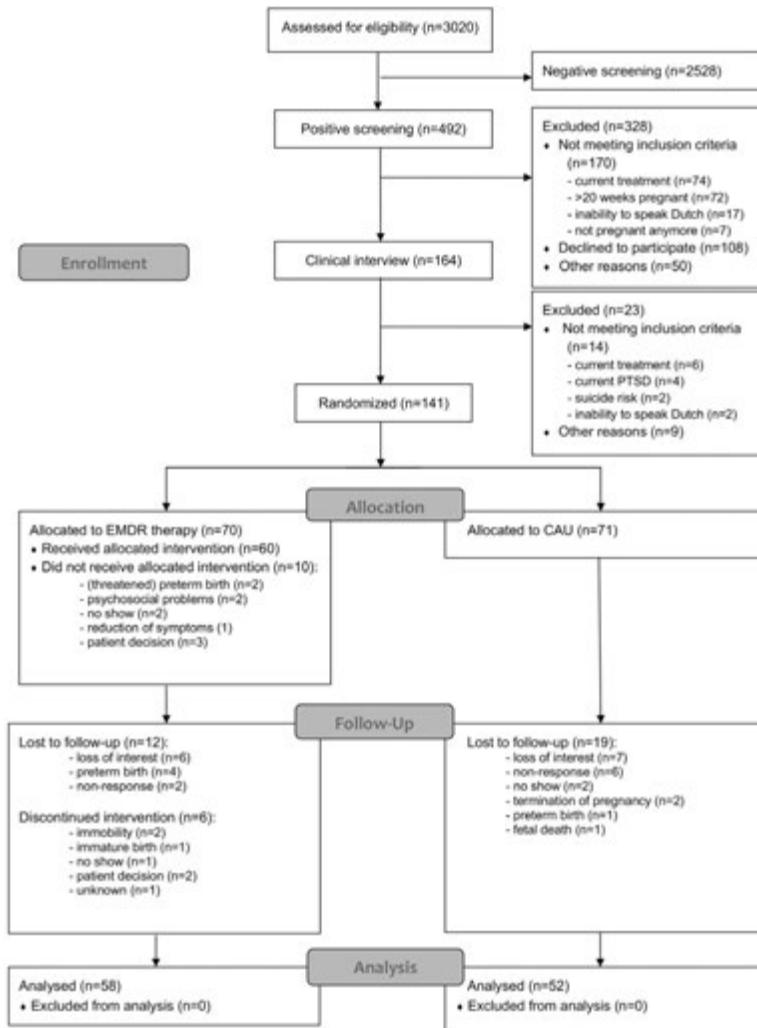 Assessed for eligibility (n=3020)
Negative screening (n=2528)
Positive screening (n=492)
Excluded (n=328)
♦ Not meeting inclusion criteria
(n=170)
- current treatment (n=74)
- >20 weeks pregnant (n=72)
- inability to speak Dutch (n=17)
- not pregnant anymore (n=7)
♦ Declined to participate (n=108)
♦ Other reasons (n=50)
Enrollment
Clinical interview (n=164)
Excluded (n=23)
♦ Not meeting inclusion criteria
(n=14)
- current treatment (n=6)
- current PTSD (n=4)
- suicide risk (n=2)
- inability to speak Dutch (n=2)
♦ Other reasons (n=9)
Randomized (n=141)
Allocation
Allocated to EMDR therapy (n=70)
♦ Received allocated intervention (n=60)
♦ Did not receive allocated intervention (n=10):
- (threatened) preterm birth (n=2)
- psychosocial problems (n=2)
- no show (n=2)
- reduction of symptoms (1)
- patient decision (n=3)
Allocated to CAU (n=71)
Follow-Up
Lost to follow-up (n=12):
- loss of interest (n=6)
- preterm birth (n=4)
- non-response (n=2)
Discontinued intervention (n=6):
- immobility (n=2)
- immature birth (n=1)
- no show (n=1)
- patient decision (n=2)
- unknown (n=1)
Lost to follow-up (n=19):
- loss of interest (n=7)
- non-response (n=6)
- no show (n=2)
- termination of pregnancy (n=2)
- preterm birth (n=1)
- fetal death (n=1)
Analysis
Analysed (n=58)
♦ Excluded from analysis (n=0)
Analysed (n=52)
♦ Excluded from analysis (n=0)